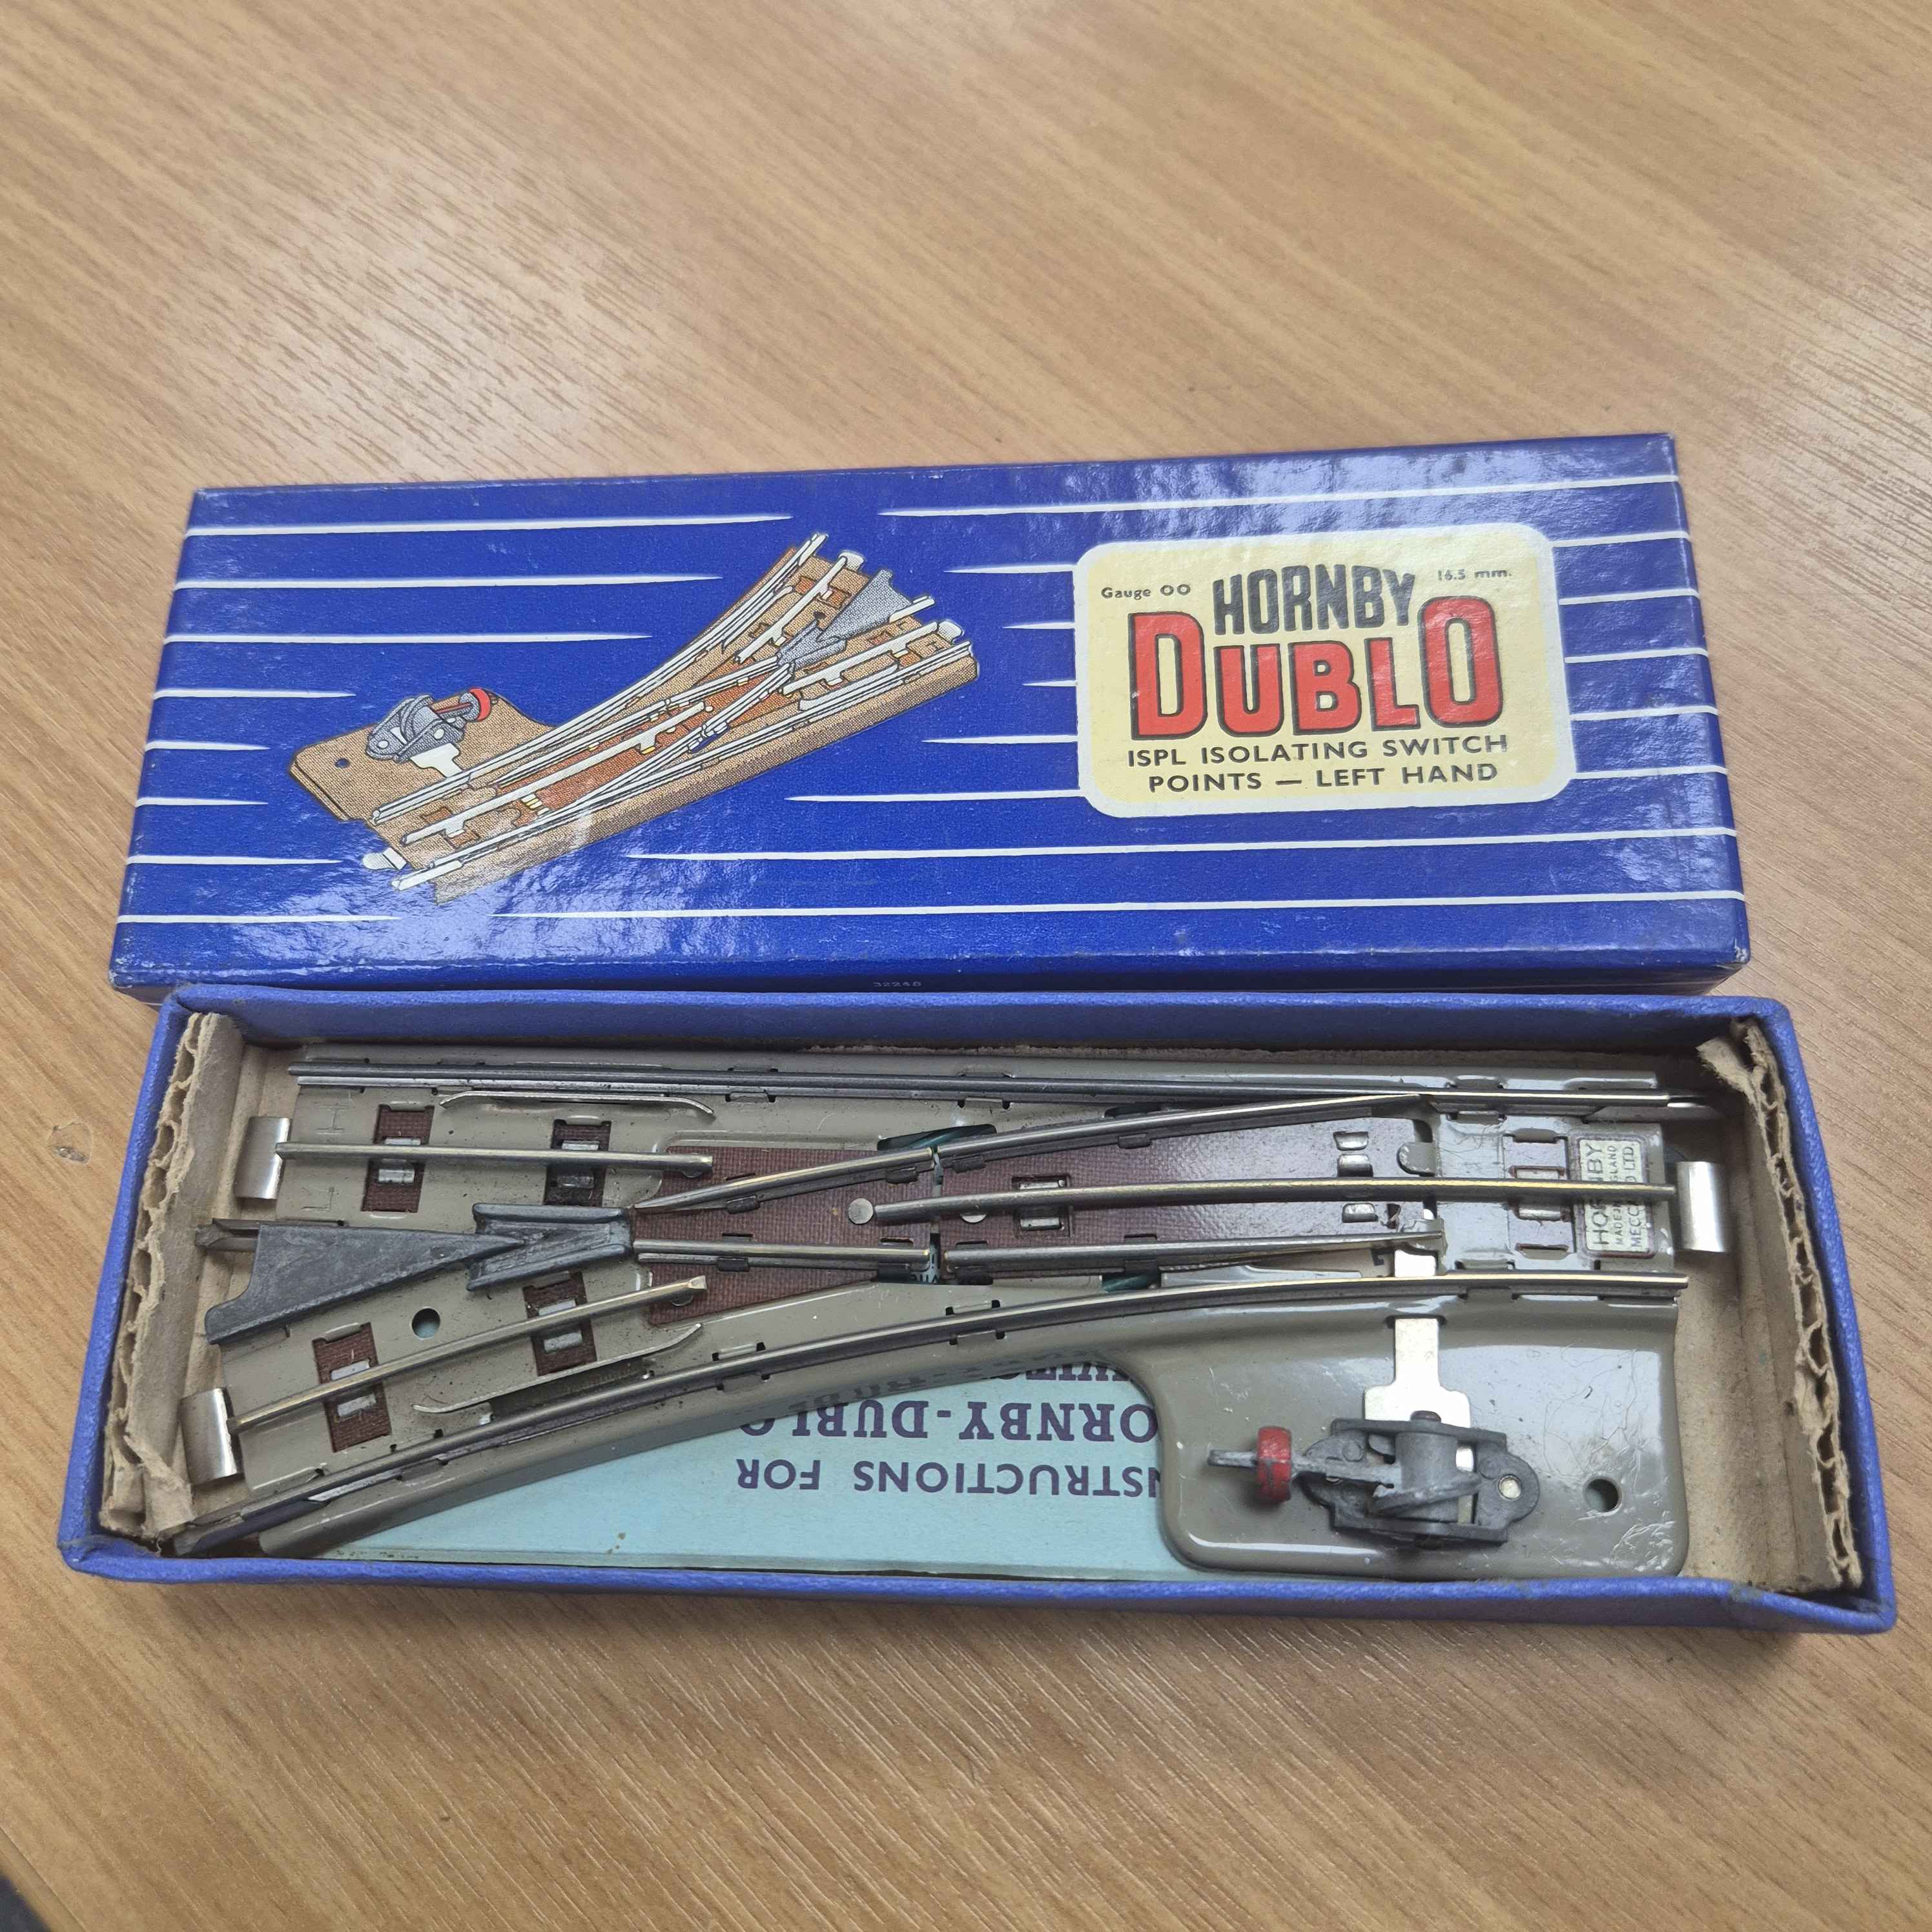 Gauge OO
HORNBY
16.5 mm.
DUBLO
ISPL ISOLATING SWITCH
POINTS — LEFT HAND
32248
HORNBY
MECCANO LTD
NSTRUCTIONS FOR
ORNBY-DUBLO